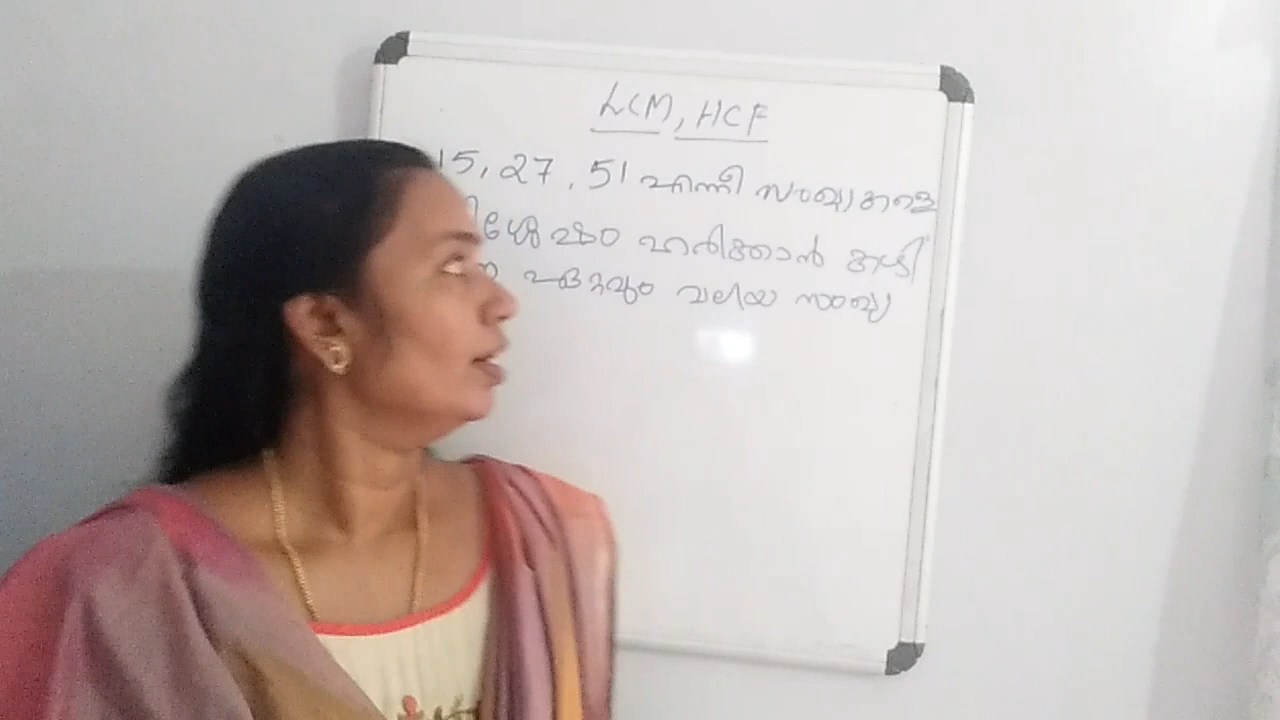 LCM, HCF
15, 27, 51 എന്നീ സംഖ്യകളെ
ശേഷം ഹരിക്കാൻ കഴി
ഏറ്റവും വലിയ സംഖ്യ